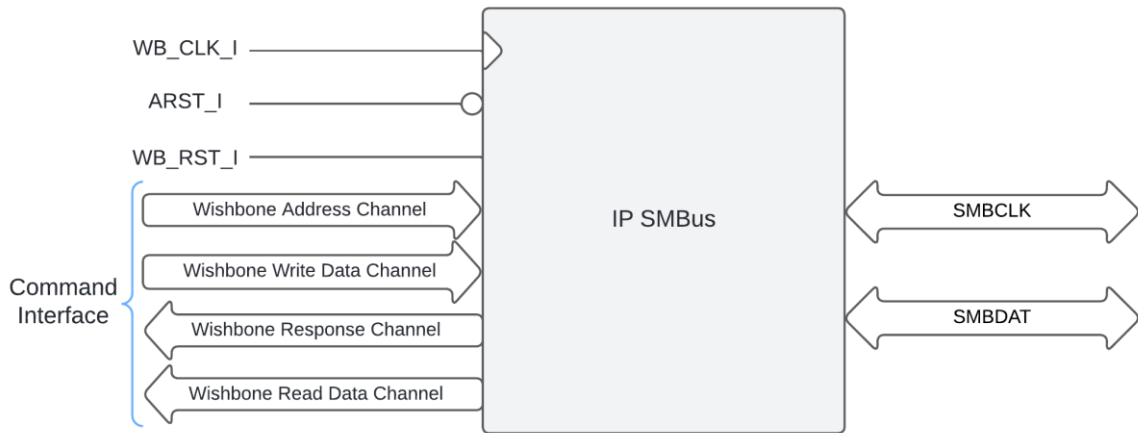 WB_CLK_I
ARST_I
WB_RST_I
Wishbone Address Channel
Wishbone Write Data Channel
Wishbone Response Channel
Wishbone Read Data Channel
Command
Interface
IP SMBus
SMBCLK
SMBDAT